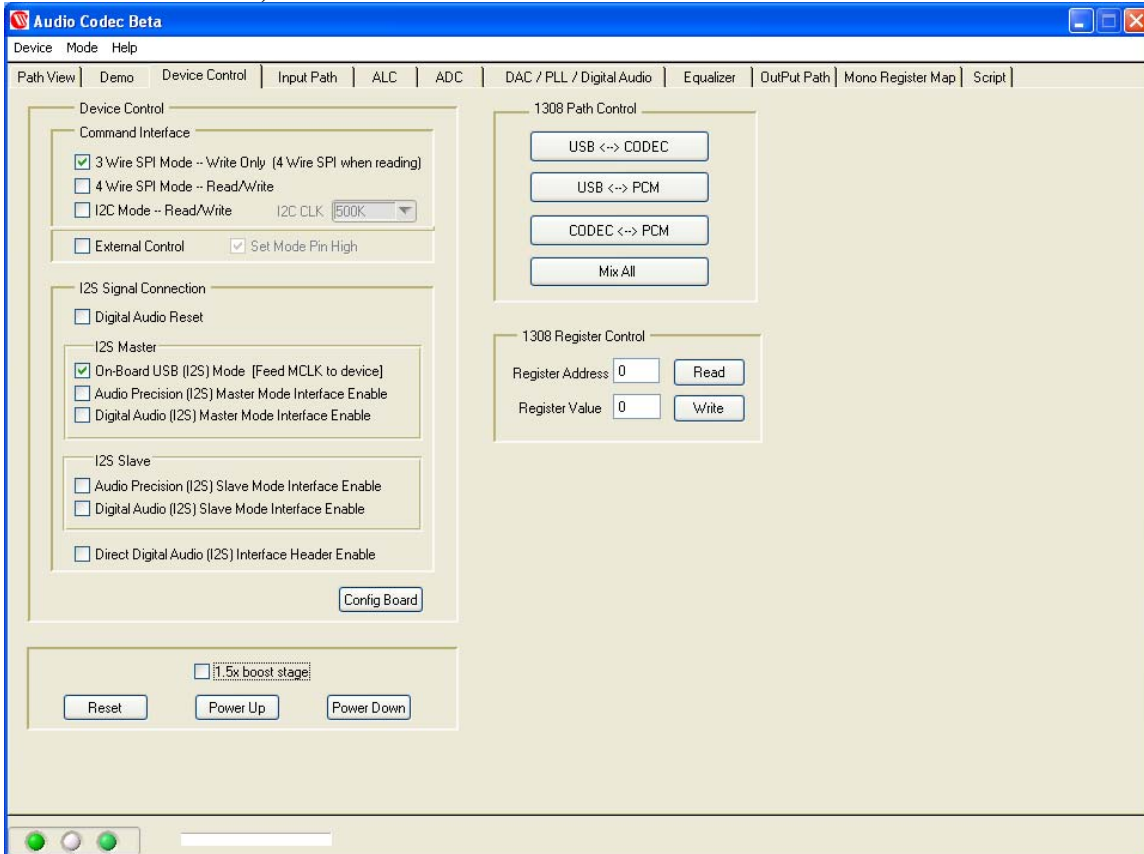 Audio Codec Beta
Device Mode Help
Path View Demo Device Control Input Path ALC ADC DAC / PLL / Digital Audio Equalizer OutPut Path Mono Register Map Script
Device Control
Command Interface
3 Wire SPI Mode -- Write Only (4 Wire SPI when reading)
4 Wire SPI Mode -- Read/Write
I2C Mode -- Read/Write I2C CLK 500K
External Control Set Mode Pin High
I2S Signal Connection
Digital Audio Reset
I2S Master
On-Board USB (I2S) Mode [Feed MCLK to device]
Audio Precision (I2S) Master Mode Interface Enable
Digital Audio (I2S) Master Mode Interface Enable
I2S Slave
Audio Precision (I2S) Slave Mode Interface Enable
Digital Audio (I2S) Slave Mode Interface Enable
Direct Digital Audio (I2S) Interface Header Enable
Config Board
1.5x boost stage
Reset Power Up Power Down
1308 Path Control
USB <--> CODEC
USB <--> PCM
CODEC <--> PCM
Mix All
1308 Register Control
Register Address 0 Read
Register Value 0 Write